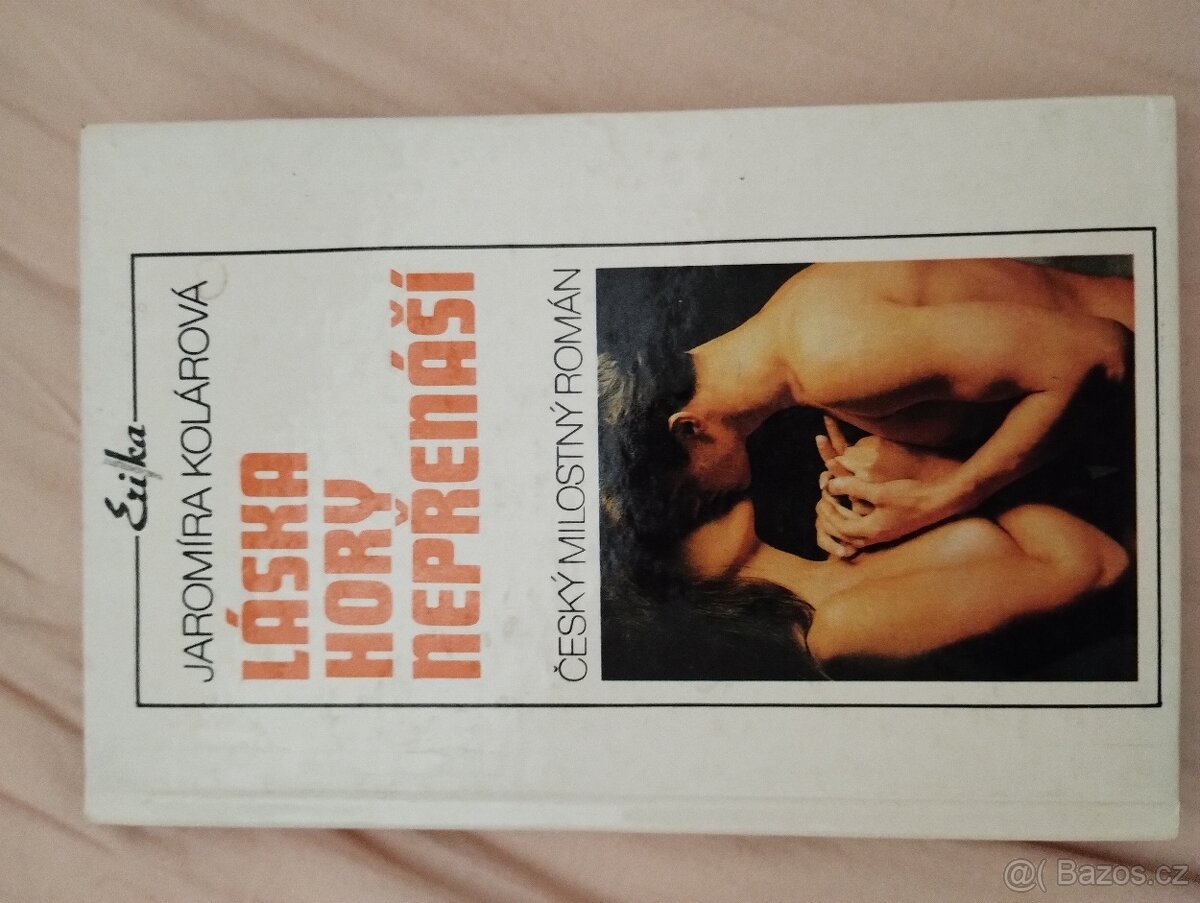 Erika
JAROMÍRA KOLÁROVÁ
LÁSKA
HORY
NEPŘENÁŠÍ
ČESKÝ MILOSTNÝ ROMÁN
@( Bazos.cz